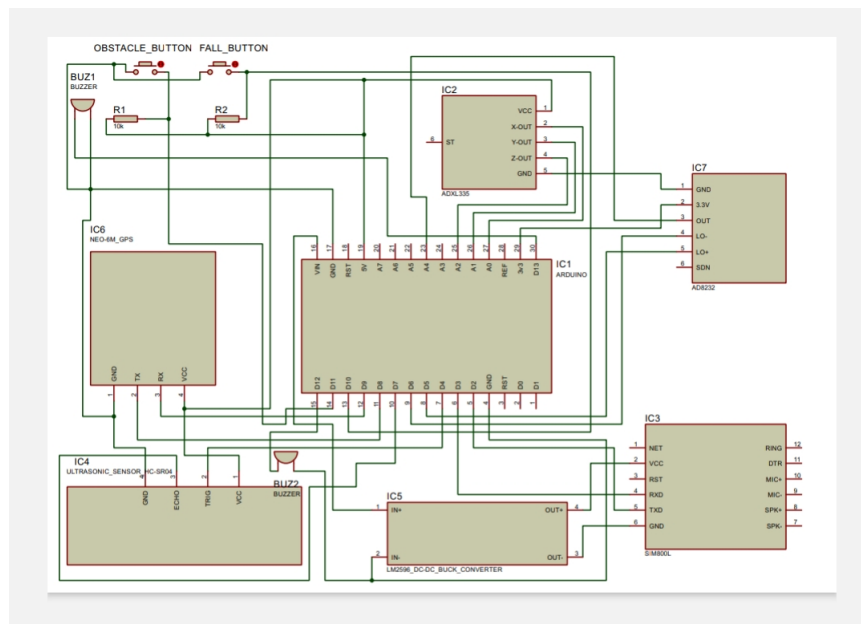 OBSTACLE_BUTTON FALL_BUTTON
BUZ1
BUZZER
R1
10k
R2
10k
IC2
VCC 1
X-OUT 2
6 ST Y-OUT 3
Z-OUT 4
GND 5
ADXL335
IC7
1 GND
2 3.3V
3 OUT
4 LO-
5 LO+
6 SDN
AD8232
IC6
NEO-6M_GPS
GND TX RX VCC
1 2 3 4
16 17 18 19 20 21 22 23 24 25 26 27 28 29 30
VIN GND RST 5V A7 A6 A5 A4 A3 A2 A1 A0 REF 3v3 D13
IC1
ARDUINO
D12 D11 D10 D9 D8 D7 D6 D5 D4 D3 D2 GND RST D0 D1
15 14 13 12 11 10 9 8 7 6 5 4 3 2 1
IC4
ULTRASONIC_SENSOR_HC-SR04
4 3 2 1
GND ECHO TRIG VCC
BUZ2
BUZZER
IC5
1 IN+ OUT+ 4
2 IN- OUT- 3
LM2596_DC-DC_BUCK_CONVERTER
IC3
1 NET RING 12
2 VCC DTR 11
3 RST MIC+ 10
4 RXD MIC- 9
5 TXD SPK+ 8
6 GND SPK- 7
SIM800L